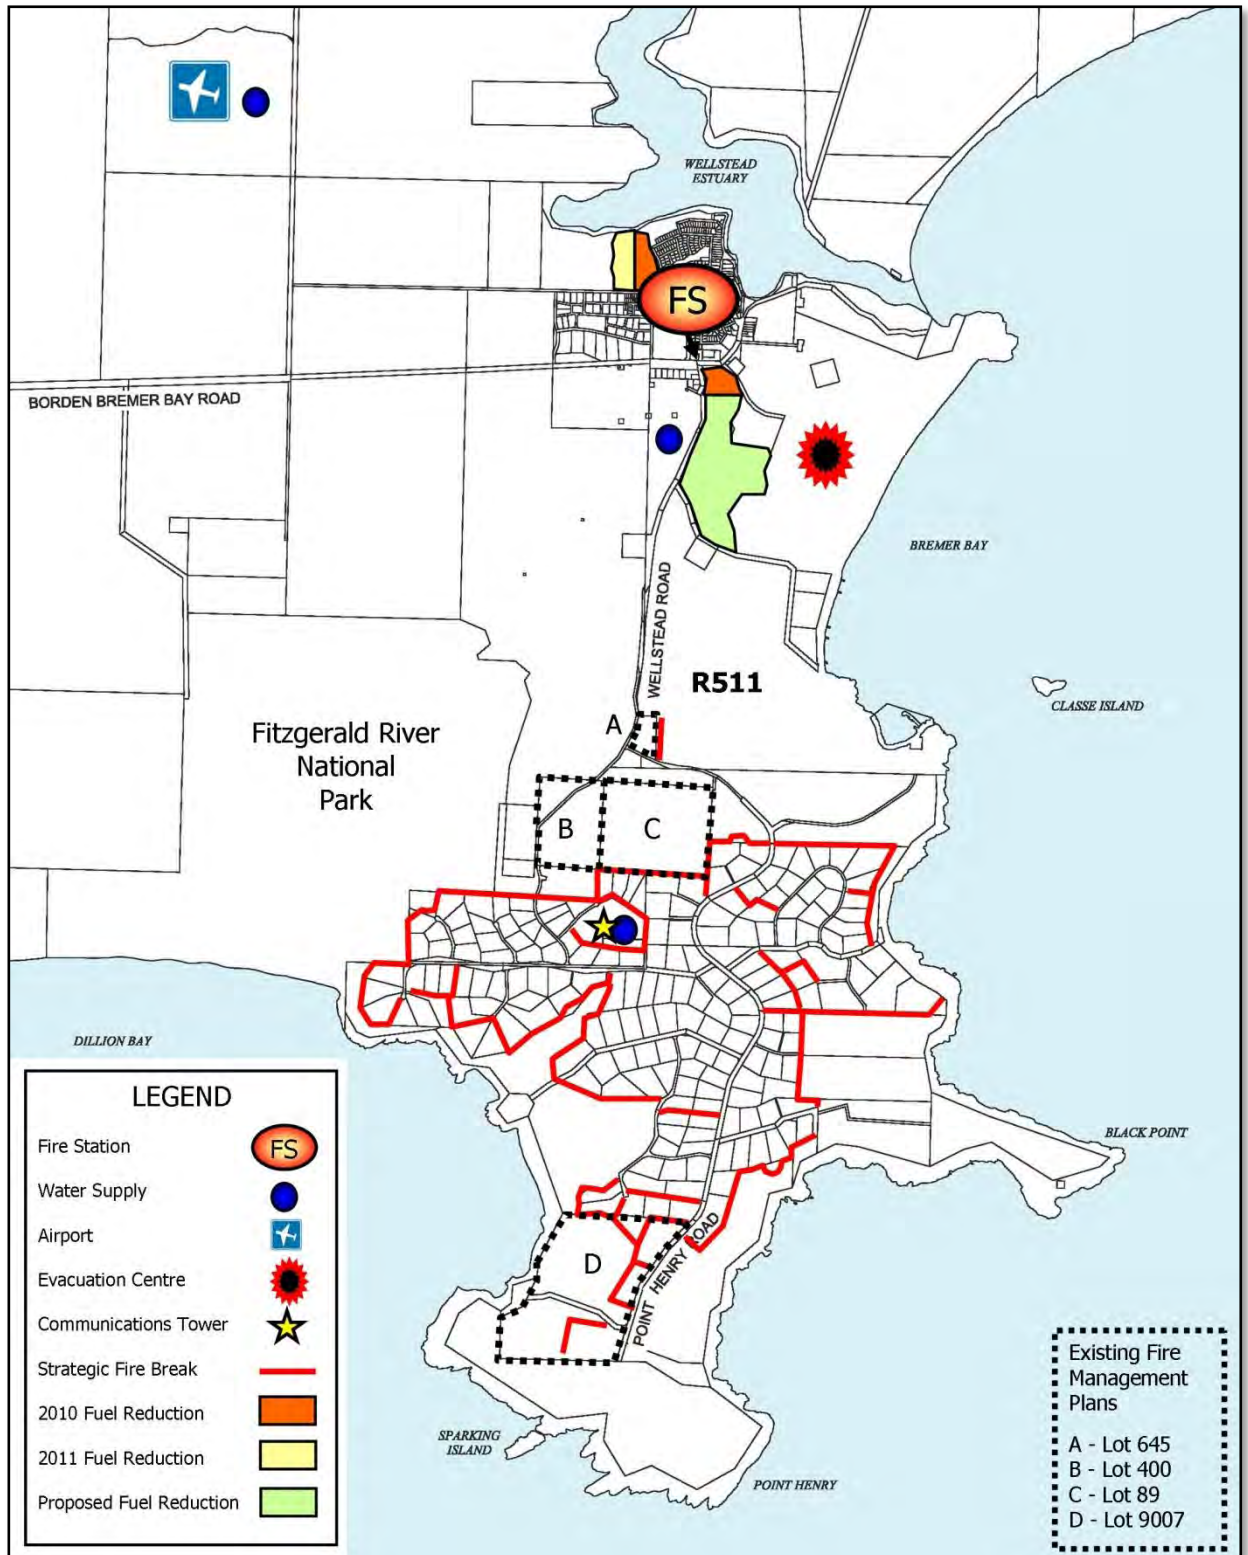 WELLSTEAD
ESTUARY
FS
BORDEN BREMER BAY ROAD
BREMER BAY
WELLSTEAD ROAD
R511
CLASSE ISLAND
A
Fitzgerald River
National
Park
B
C
DILLION BAY
BLACK POINT
D
POINT HENRY ROAD
SPARKING
ISLAND
POINT HENRY
LEGEND
Fire Station
FS
Water Supply
Airport
Evacuation Centre
Communications Tower
Strategic Fire Break
2010 Fuel Reduction
2011 Fuel Reduction
Proposed Fuel Reduction
Existing Fire
Management
Plans
A - Lot 645
B - Lot 400
C - Lot 89
D - Lot 9007